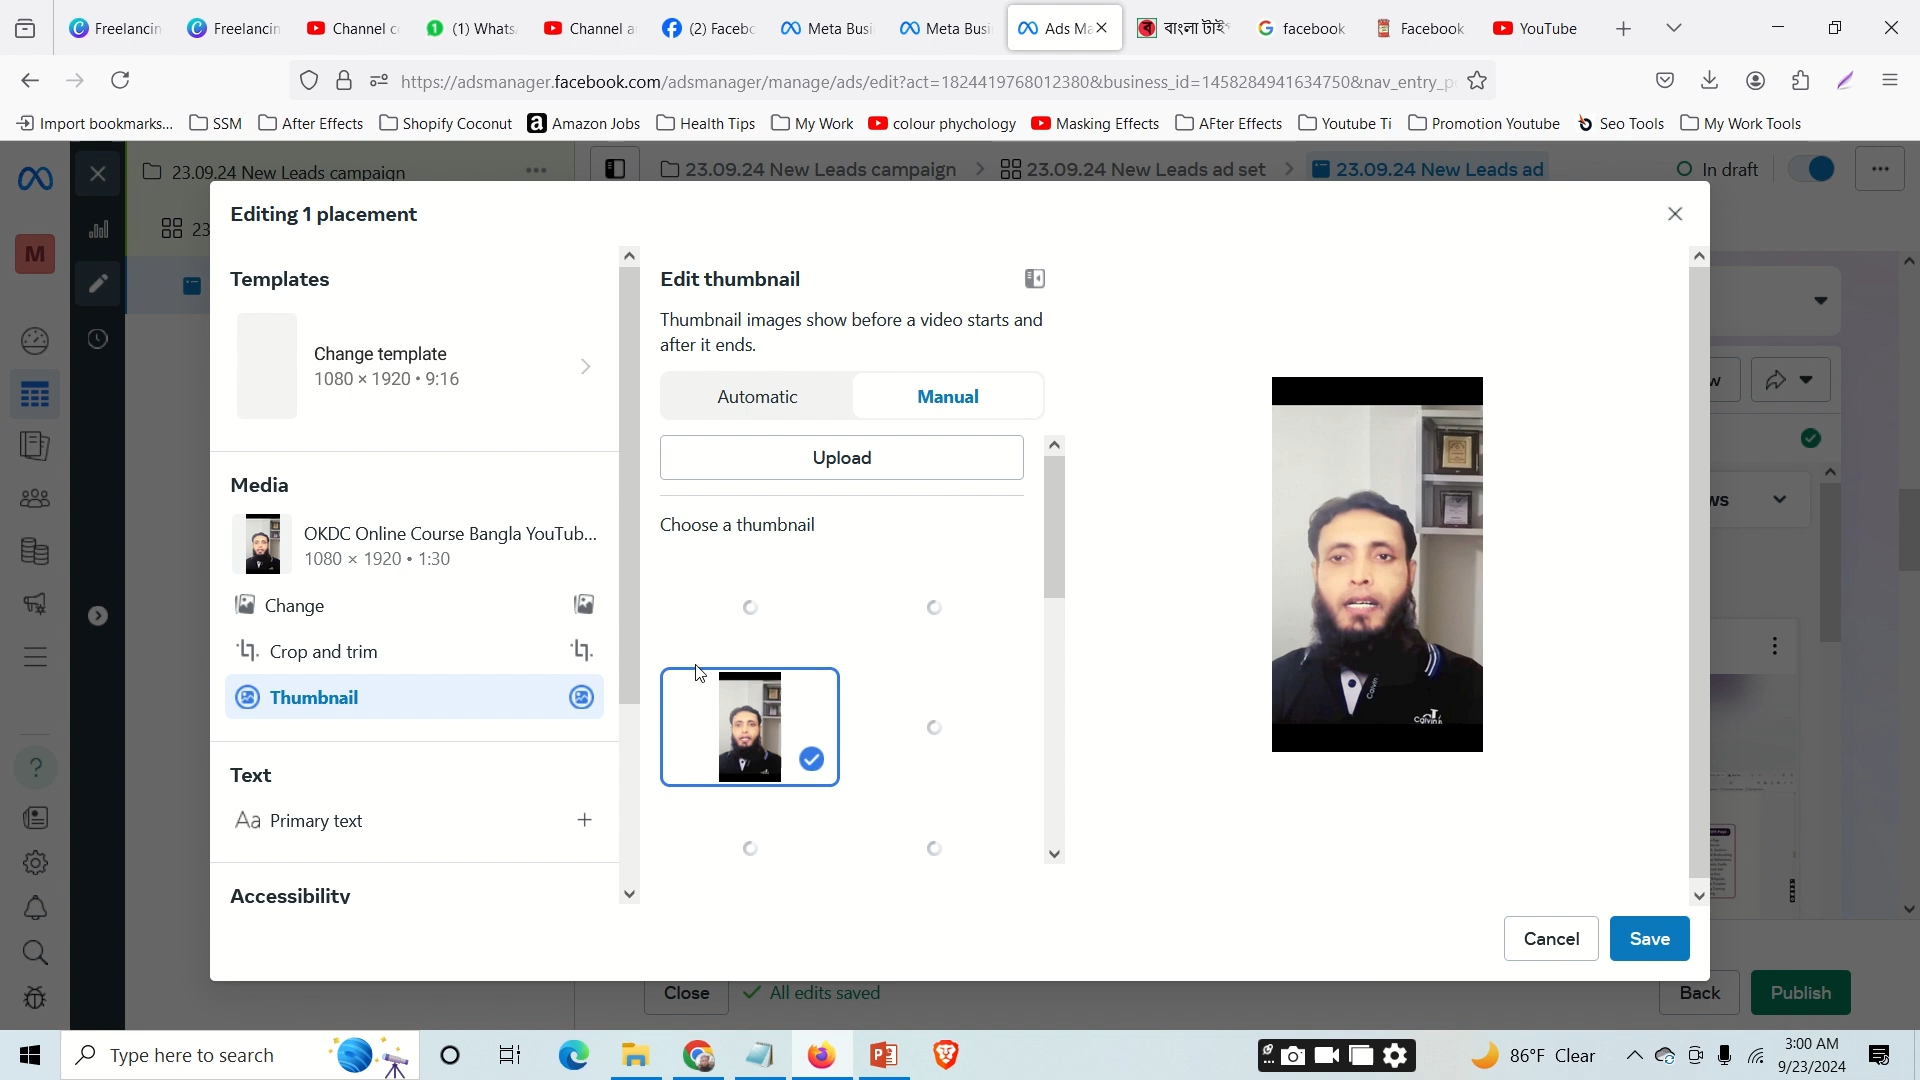 Freelancin
Freelancin
Channel c
(1) Whats
Channel a
(2) Facebo
Meta Busi
Meta Busi
Ads Ma
বাংলা টাই
facebook
Facebook
YouTube
https://adsmanager.facebook.com/adsmanager/manage/ads/edit?act=1824419768012380&business_id=1458284941634750&nav_entry_p
Import bookmarks...
SSM
After Effects
Shopify Coconut
Amazon Jobs
Health Tips
My Work
colour phychology
Masking Effects
AFter Effects
Youtube Ti
Promotion Youtube
Seo Tools
My Work Tools
23.09.24 New Leads campaign
23.09.24 New Leads campaign
23.09.24 New Leads ad set
23.09.24 New Leads ad
In draft
23
M
Editing 1 placement
Templates
Change template
1080 × 1920 • 9:16
Media
OKDC Online Course Bangla YouTub...
1080 × 1920 • 1:30
Change
Crop and trim
Thumbnail
Text
Aa Primary text
Accessibility
Edit thumbnail
Thumbnail images show before a video starts and
after it ends.
Automatic
Manual
Upload
Choose a thumbnail
Cancel
Save
w
ws
Close
All edits saved
Back
Publish
Type here to search
86°F Clear
3:00 AM
9/23/2024